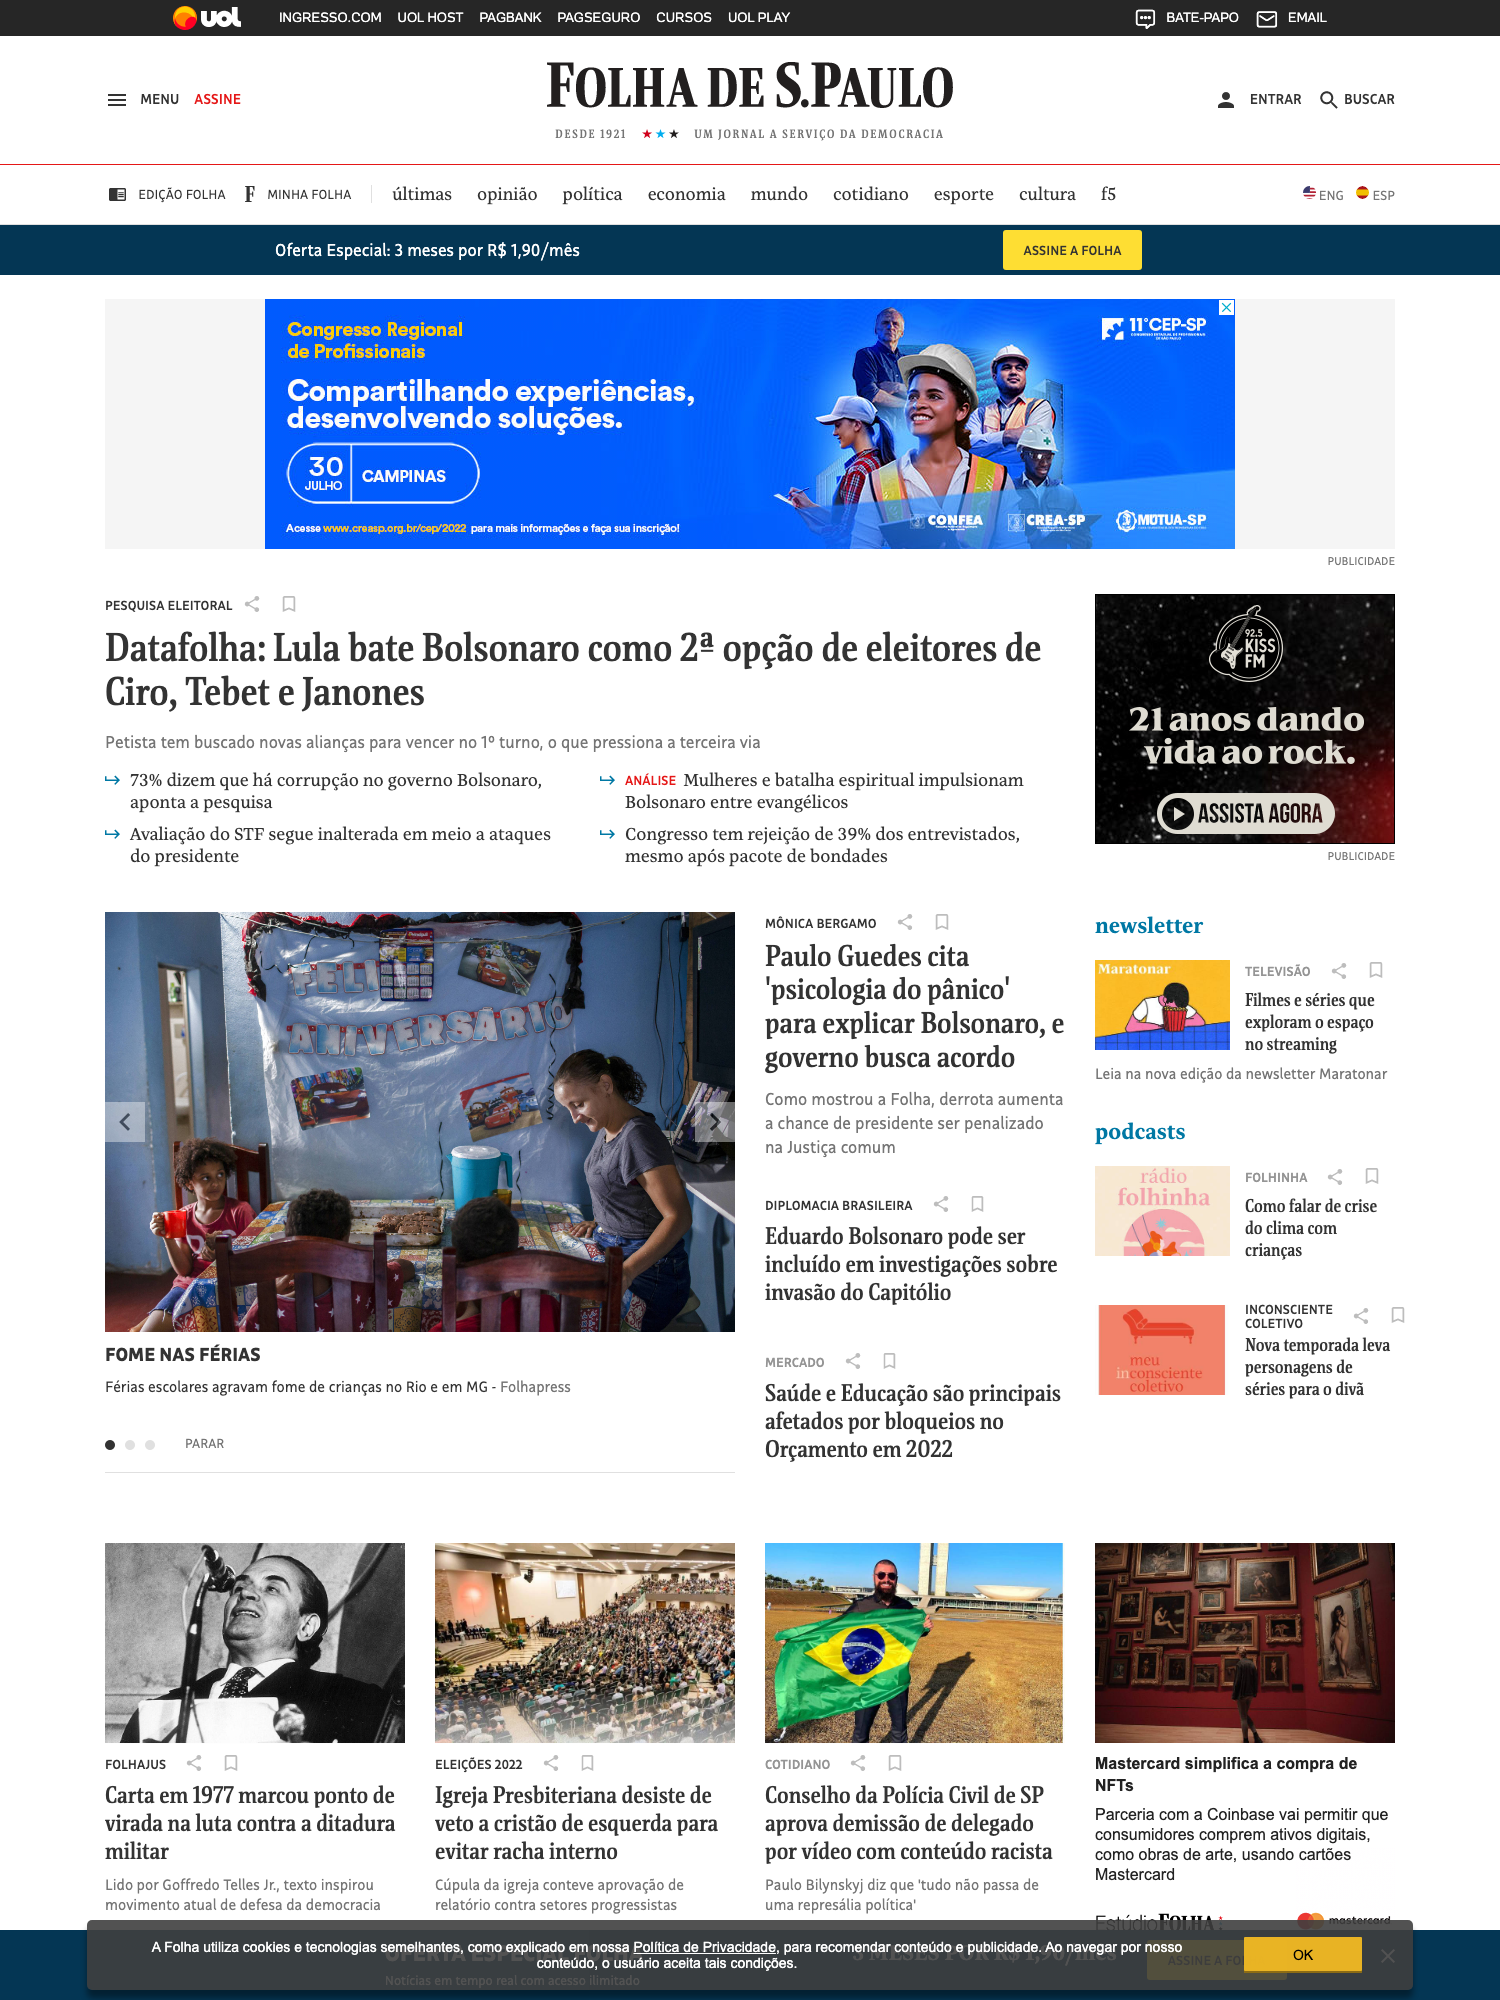 uol
INGRESSO.COM UOL HOST PAGBANK PAGSEGURO CURSOS UOL PLAY
BATE-PAPO EMAIL
MENU ASSINE
FOLHA DE S.PAULO
DESDE 1921 ★★★ UM JORNAL A SERVIÇO DA DEMOCRACIA
ENTRAR BUSCAR
EDIÇÃO FOLHA F MINHA FOLHA últimas opinião política economia mundo cotidiano esporte cultura f5
ENG ESP
Oferta Especial: 3 meses por R$ 1,90/mês
ASSINE A FOLHA
Congresso Regional
de Profissionais
Compartilhando experiências,
desenvolvendo soluções.
30
JULHO
CAMPINAS
Acesse www.creasp.org.br/cep/2022 para mais informações e faça sua inscrição!
11°CEP-SP
CONFEA
CREA-SP
MUTUA-SP
PUBLICIDADE
PESQUISA ELEITORAL
Datafolha: Lula bate Bolsonaro como 2ª opção de eleitores de
Ciro, Tebet e Janones
Petista tem buscado novas alianças para vencer no 1º turno, o que pressiona a terceira via
73% dizem que há corrupção no governo Bolsonaro,
aponta a pesquisa
Avaliação do STF segue inalterada em meio a ataques
do presidente
ANÁLISE Mulheres e batalha espiritual impulsionam
Bolsonaro entre evangélicos
Congresso tem rejeição de 39% dos entrevistados,
mesmo após pacote de bondades
92.5
KISS
FM
21 anos dando
vida ao rock.
ASSISTA AGORA
PUBLICIDADE
FELI
ANIVERSÁRIO
FOME NAS FÉRIAS
Férias escolares agravam fome de crianças no Rio e em MG - Folhapress
PARAR
MÔNICA BERGAMO
Paulo Guedes cita
'psicologia do pânico'
para explicar Bolsonaro, e
governo busca acordo
Como mostrou a Folha, derrota aumenta
a chance de presidente ser penalizado
na Justiça comum
DIPLOMACIA BRASILEIRA
Eduardo Bolsonaro pode ser
incluído em investigações sobre
invasão do Capitólio
MERCADO
Saúde e Educação são principais
afetados por bloqueios no
Orçamento em 2022
newsletter
Maratonar
TELEVISÃO
Filmes e séries que
exploram o espaço
no streaming
Leia na nova edição da newsletter Maratonar
podcasts
rádio
folhinha
FOLHINHA
Como falar de crise
do clima com
crianças
meu
inconsciente
coletivo
INCONSCIENTE
COLETIVO
Nova temporada leva
personagens de
séries para o divã
FOLHAJUS
Carta em 1977 marcou ponto de
virada na luta contra a ditadura
militar
Lido por Goffredo Telles Jr., texto inspirou
movimento atual de defesa da democracia
ELEIÇÕES 2022
Igreja Presbiteriana desiste de
veto a cristão de esquerda para
evitar racha interno
Cúpula da igreja conteve aprovação de
relatório contra setores progressistas
COTIDIANO
Conselho da Polícia Civil de SP
aprova demissão de delegado
por vídeo com conteúdo racista
Paulo Bilynskyj diz que 'tudo não passa de
uma represália política'
Mastercard simplifica a compra de
NFTs
Parceria com a Coinbase vai permitir que
consumidores comprem ativos digitais,
como obras de arte, usando cartões
Mastercard
EstúdioFOLHA:
mastercard
A Folha utiliza cookies e tecnologias semelhantes, como explicado em nossa Política de Privacidade, para recomendar conteúdo e publicidade. Ao navegar por nosso
conteúdo, o usuário aceita tais condições.
OK
Notícias em tempo real com acesso ilimitado
ASSINE A FO